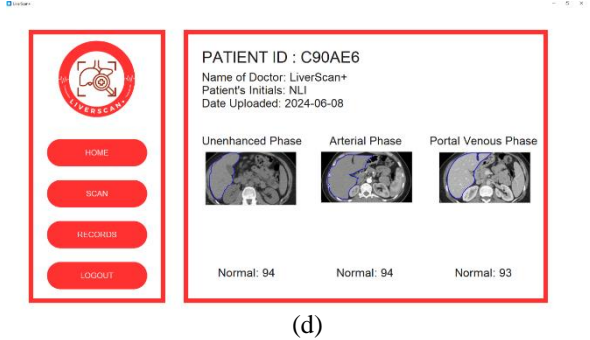 LiverScan+
LIVERSCAN+
HOME
SCAN
RECORDS
LOGOUT
PATIENT ID : C90AE6
Name of Doctor: LiverScan+
Patient's Initials: NLI
Date Uploaded: 2024-06-08
Unenhanced Phase Arterial Phase Portal Venous Phase
Normal: 94 Normal: 94 Normal: 93
(d)